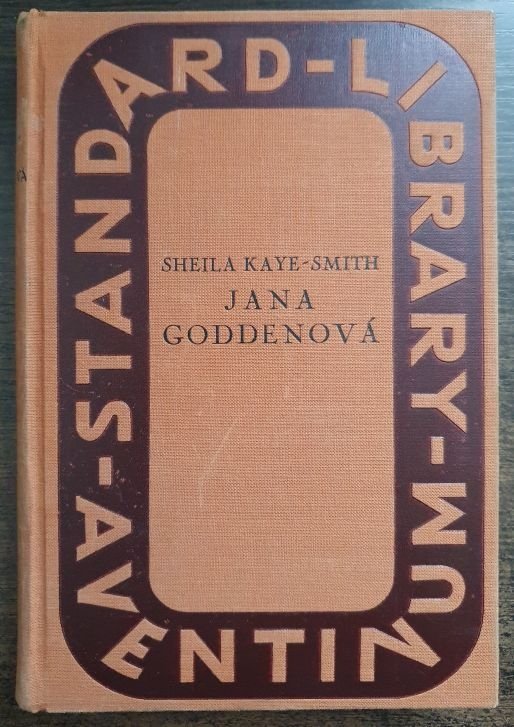 STANDARD-LIBRARY-AVENTINUM-
SHEILA KAYE-SMITH
JANA
GODDENOVÁ